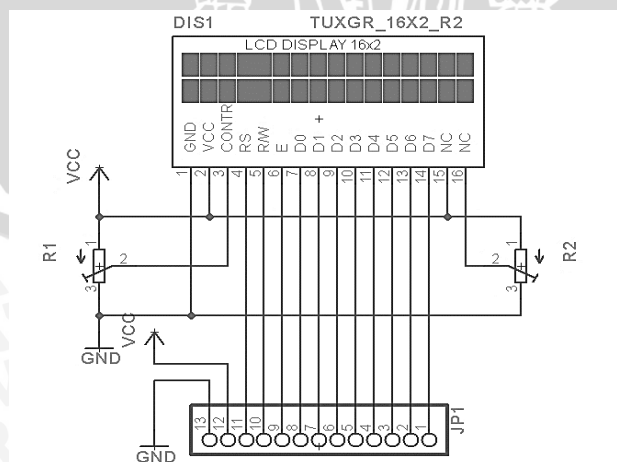 DIS1 TUXGR_16X2_R2
LCD DISPLAY 16x2
GND VCC CONTR RS R/W E D0 D1 D2 D3 D4 D5 D6 D7 NC NC
+
1 2 3 4 5 6 7 8 9 10 11 12 13 14 15 16
VCC
R1 1 2 3
R2 1 2 3
GND
VCC
GND
13 12 11 10 9 8 7 6 5 4 3 2 1
JP1